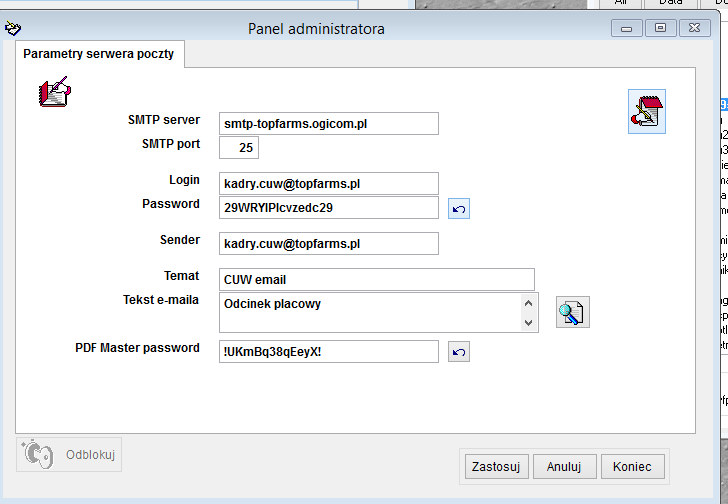 All Data
Panel administratora
Parametry serwera poczty
SMTP server smtp-topfarms.ogicom.pl
SMTP port 25
Login kadry.cuw@topfarms.pl
Password
Sender kadry.cuw@topfarms.pl
Temat CUW email
Tekst e-maila Odcinek placowy
PDF Master password !UKmBq38qEeyX!
Odblokuj
Zastosuj Anuluj Koniec